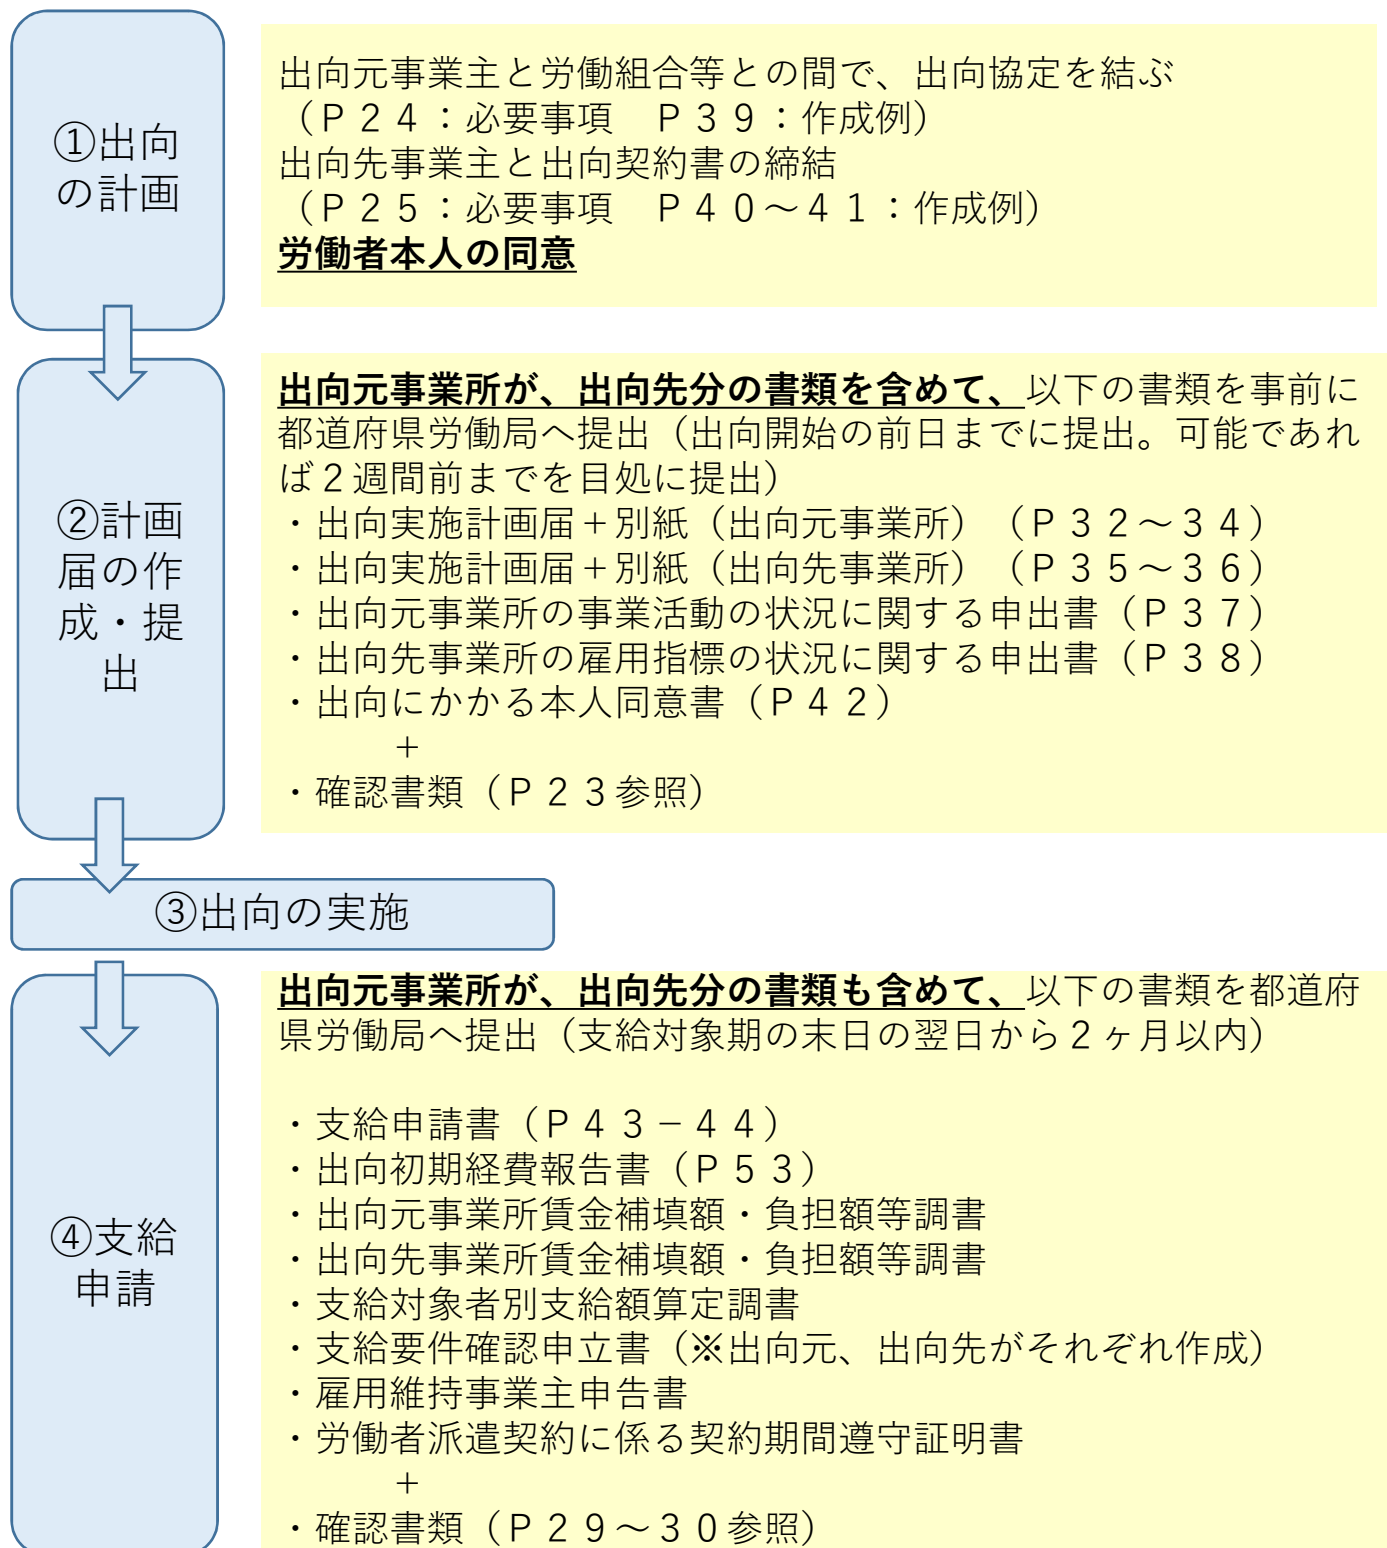 ①出向
の計画
出向元事業主と労働組合等との間で、出向協定を結ぶ
（Ｐ２４：必要事項　Ｐ３９：作成例）
出向先事業主と出向契約書の締結
（Ｐ２５：必要事項　Ｐ４０～４１：作成例）
労働者本人の同意
②計画
届の作
成・提
出
出向元事業所が、出向先分の書類を含めて、以下の書類を事前に
都道府県労働局へ提出（出向開始の前日までに提出。可能であれ
ば２週間前までを目処に提出）
・出向実施計画届＋別紙（出向元事業所）（Ｐ３２～３４）
・出向実施計画届＋別紙（出向先事業所）（Ｐ３５～３６）
・出向元事業所の事業活動の状況に関する申出書（Ｐ３７）
・出向先事業所の雇用指標の状況に関する申出書（Ｐ３８）
・出向にかかる本人同意書（Ｐ４２）
＋
・確認書類（Ｐ２３参照）
③出向の実施
④支給
申請
出向元事業所が、出向先分の書類も含めて、以下の書類を都道府
県労働局へ提出（支給対象期の末日の翌日から２ヶ月以内）
・支給申請書（Ｐ４３－４４）
・出向初期経費報告書（Ｐ５３）
・出向元事業所賃金補填額・負担額等調書
・出向先事業所賃金補填額・負担額等調書
・支給対象者別支給額算定調書
・支給要件確認申立書（※出向元、出向先がそれぞれ作成）
・雇用維持事業主申告書
・労働者派遣契約に係る契約期間遵守証明書
＋
・確認書類（Ｐ２９～３０参照）